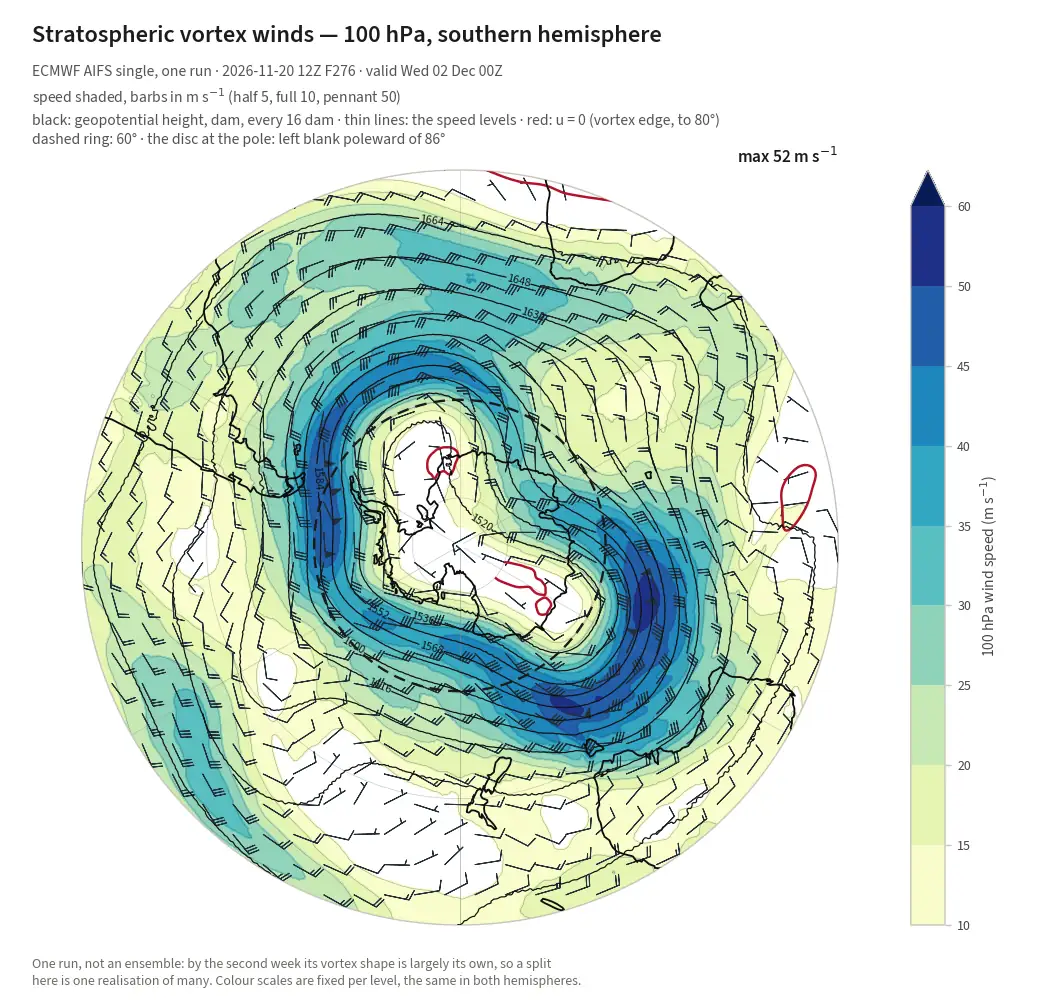 Stratospheric vortex winds — 100 hPa, southern hemisphere
ECMWF AIFS single, one run · 2026-11-20 12Z F276 · valid Wed 02 Dec 00Z
speed shaded, barbs in m s⁻¹ (half 5, full 10, pennant 50)
black: geopotential height, dam, every 16 dam · thin lines: the speed levels · red: u = 0 (vortex edge, to 80°)
dashed ring: 60° · the disc at the pole: left blank poleward of 86°
max 52 m s⁻¹
1664
1648
1584
1520
1552
1536
1600
1616
60
50
45
40
35
30
25
20
15
10
100 hPa wind speed (m s⁻¹)
One run, not an ensemble: by the second week its vortex shape is largely its own, so a split
here is one realisation of many. Colour scales are fixed per level, the same in both hemispheres.